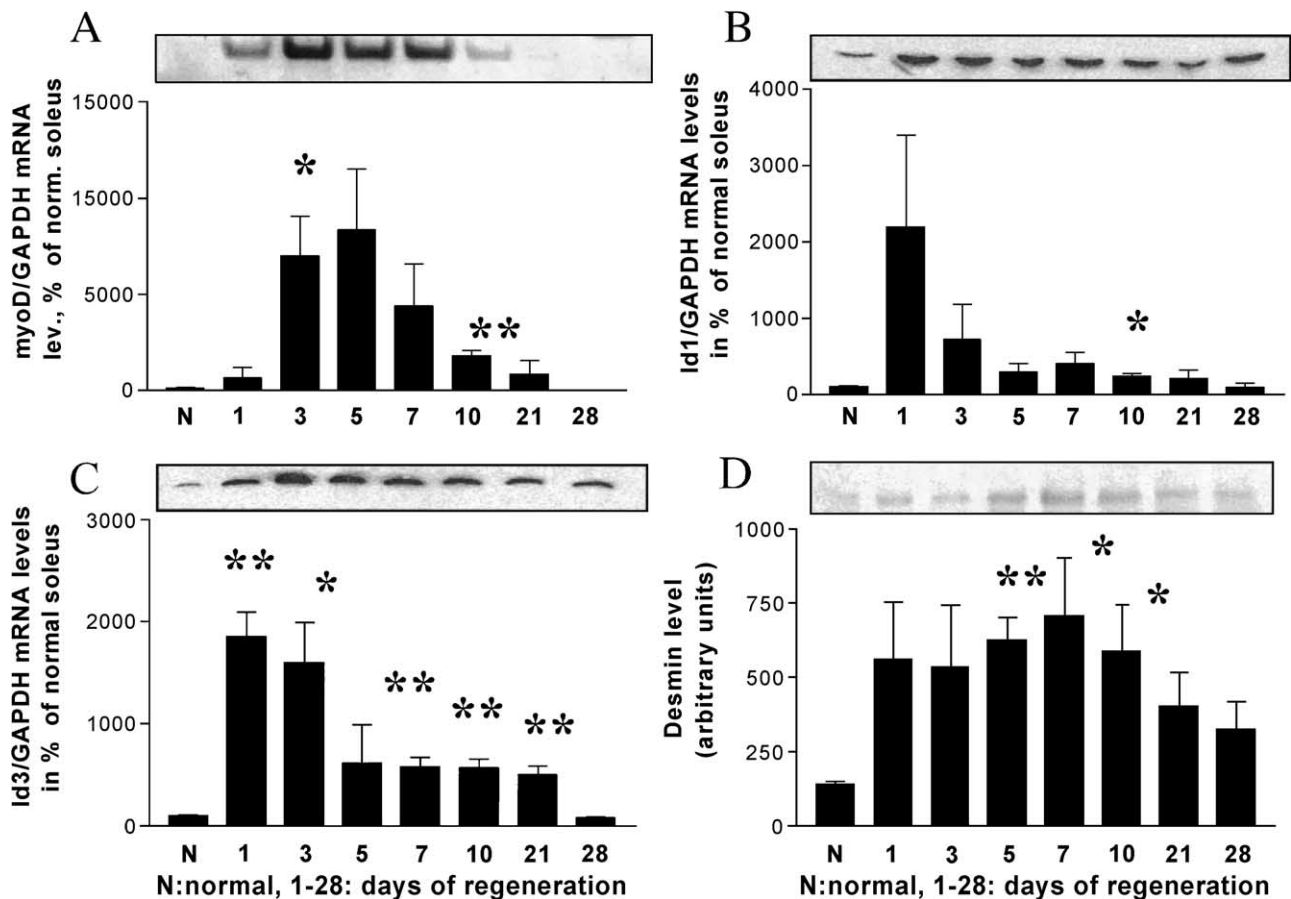 A
myoD/GAPDH mRNA
lev., % of norm. soleus
15000
15000
5000
0
*
**
N 1 3 5 7 10 21 28
B
Id1/GAPDH mRNA levels
in % of normal soleus
4000
3000
2000
1000
0
*
N 1 3 5 7 10 21 28
C
Id3/GAPDH mRNA levels
in % of normal soleus
3000
2000
1000
0
**
*
**
**
**
N 1 3 5 7 10 21 28
N:normal, 1-28: days of regeneration
D
Desmin level
(arbitrary units)
1000
750
500
250
0
**
*
*
N 1 3 5 7 10 21 28
N:normal, 1-28: days of regeneration